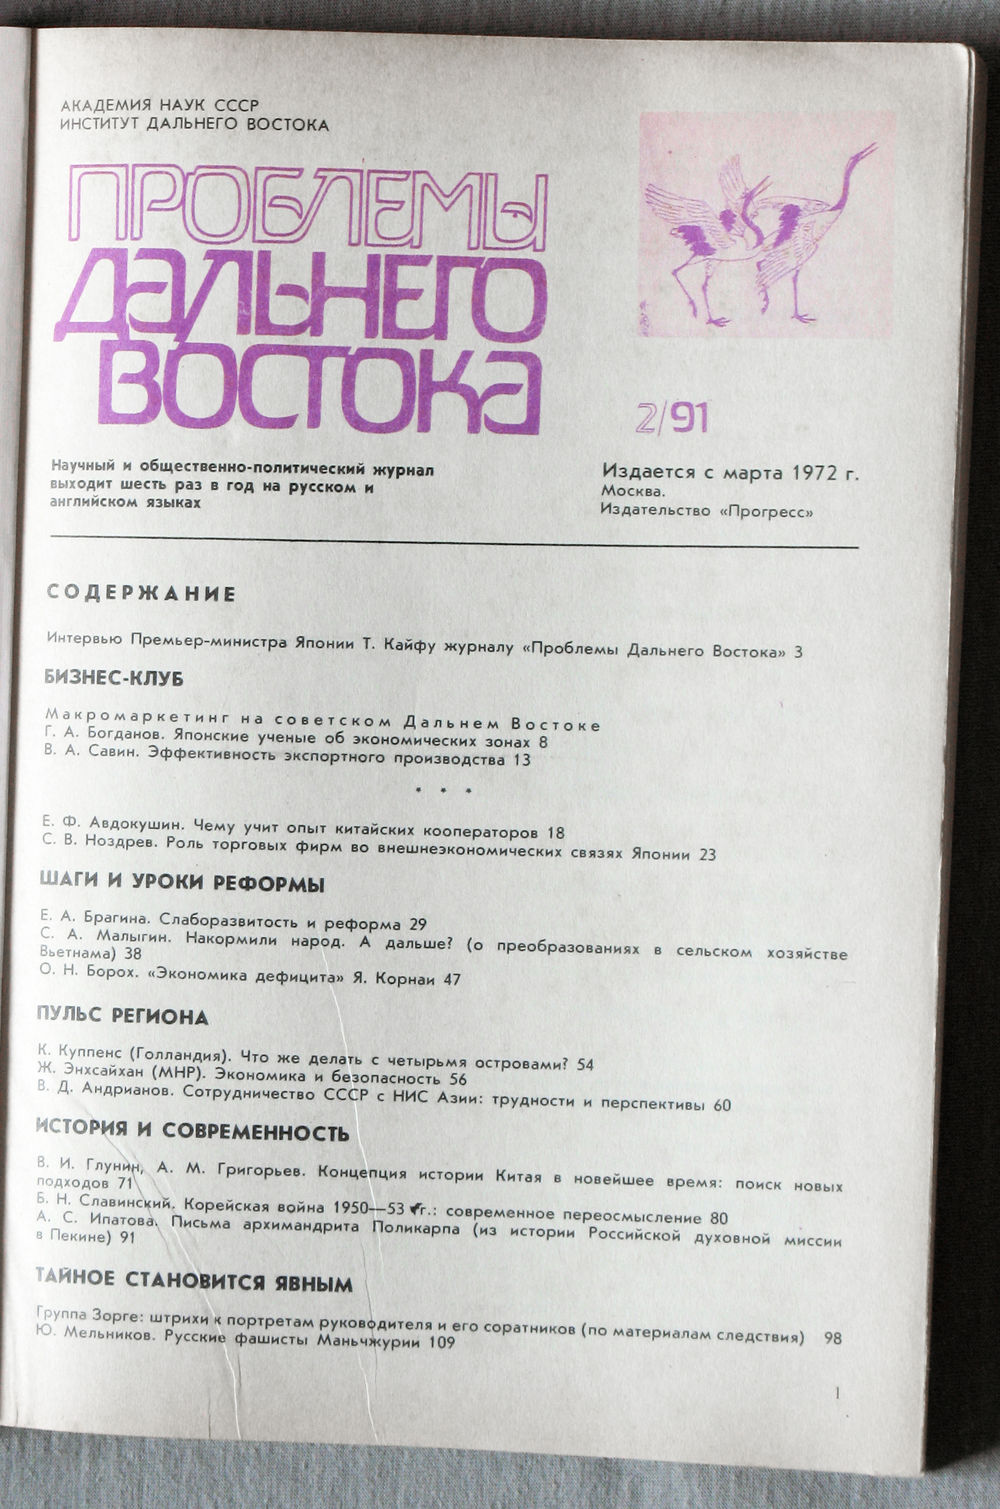 АКАДЕМИЯ НАУК СССР
ИНСТИТУТ ДАЛЬНЕГО ВОСТОКА
ПРОБЛЕМЫ
ДАЛЬНЕГО
ВОСТОКА
2/91
Научный и общественно-политический журнал
выходит шесть раз в год на русском и
английском языках
Издается с марта 1972 г.
Москва.
Издательство «Прогресс»
СОДЕРЖАНИЕ
Интервью Премьер-министра Японии Т. Кайфу журналу «Проблемы Дальнего Востока» 3
БИЗНЕС-КЛУБ
Макромаркетинг на советском Дальнем Востоке
Г. А. Богданов. Японские ученые об экономических зонах 8
В. А. Савин. Эффективность экспортного производства 13
* * *
Е. Ф. Авдокушин. Чему учит опыт китайских кооператоров 18
С. В. Ноздрев. Роль торговых фирм во внешнеэкономических связях Японии 23
ШАГИ И УРОКИ РЕФОРМЫ
Е. А. Брагина. Слаборазвитость и реформа 29
С. А. Малыгин. Накормили народ. А дальше? (о преобразованиях в сельском хозяйстве
Вьетнама) 38
О. Н. Борох. «Экономика дефицита» Я. Корнаи 47
ПУЛЬС РЕГИОНА
К. Куппенс (Голландия). Что же делать с четырьмя островами? 54
Ж. Энхсайхан (МНР). Экономика и безопасность 56
В. Д. Андрианов. Сотрудничество СССР с НИС Азии: трудности и перспективы 60
ИСТОРИЯ И СОВРЕМЕННОСТЬ
В. И. Глунин, А. М. Григорьев. Концепция истории Китая в новейшее время: поиск новых
подходов 71
Б. Н. Славинский. Корейская война 1950—53 гг.: современное переосмысление 80
А. С. Ипатова. Письма архимандрита Поликарпа (из истории Российской духовной миссии
в Пекине) 91
ТАЙНОЕ СТАНОВИТСЯ ЯВНЫМ
Группа Зорге: штрихи к портретам руководителя и его соратников (по материалам следствия) 98
Ю. Мельников. Русские фашисты Маньчжурии 109
1